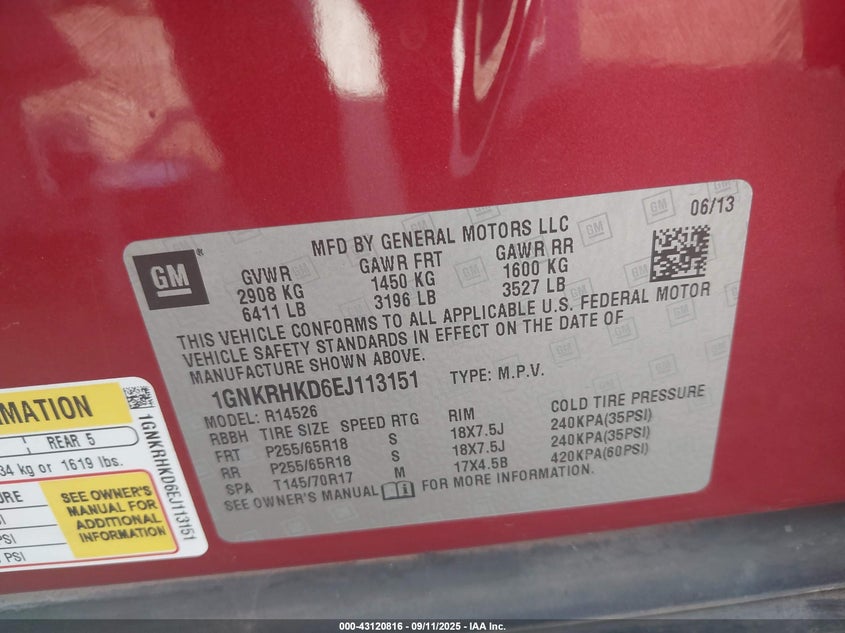 GM
®
MFD BY GENERAL MOTORS LLC
06/13
GVWR GAWR FRT GAWR RR
2908 KG 1450 KG 1600 KG
6411 LB 3196 LB 3527 LB
THIS VEHICLE CONFORMS TO ALL APPLICABLE U.S. FEDERAL MOTOR
VEHICLE SAFETY STANDARDS IN EFFECT ON THE DATE OF
MANUFACTURE SHOWN ABOVE.
1GNKRHKD6EJ113151 TYPE: M.P.V.
MODEL: R14526
RBBH TIRE SIZE SPEED RTG RIM COLD TIRE PRESSURE
FRT P255/65R18 S 18X7.5J 240KPA(35PSI)
RR P255/65R18 S 18X7.5J 240KPA(35PSI)
SPA T145/70R17 M 17X4.5B 420KPA(60PSI)
SEE OWNER'S MANUAL FOR MORE INFORMATION.
REAR 5
or 1619 lbs.
SEE OWNER'S
MANUAL FOR
ADDITIONAL
INFORMATION
PSI
PSI
1GNKRHKD6EJ113151
000-43120816 - 09/11/2025 - IAA Inc.